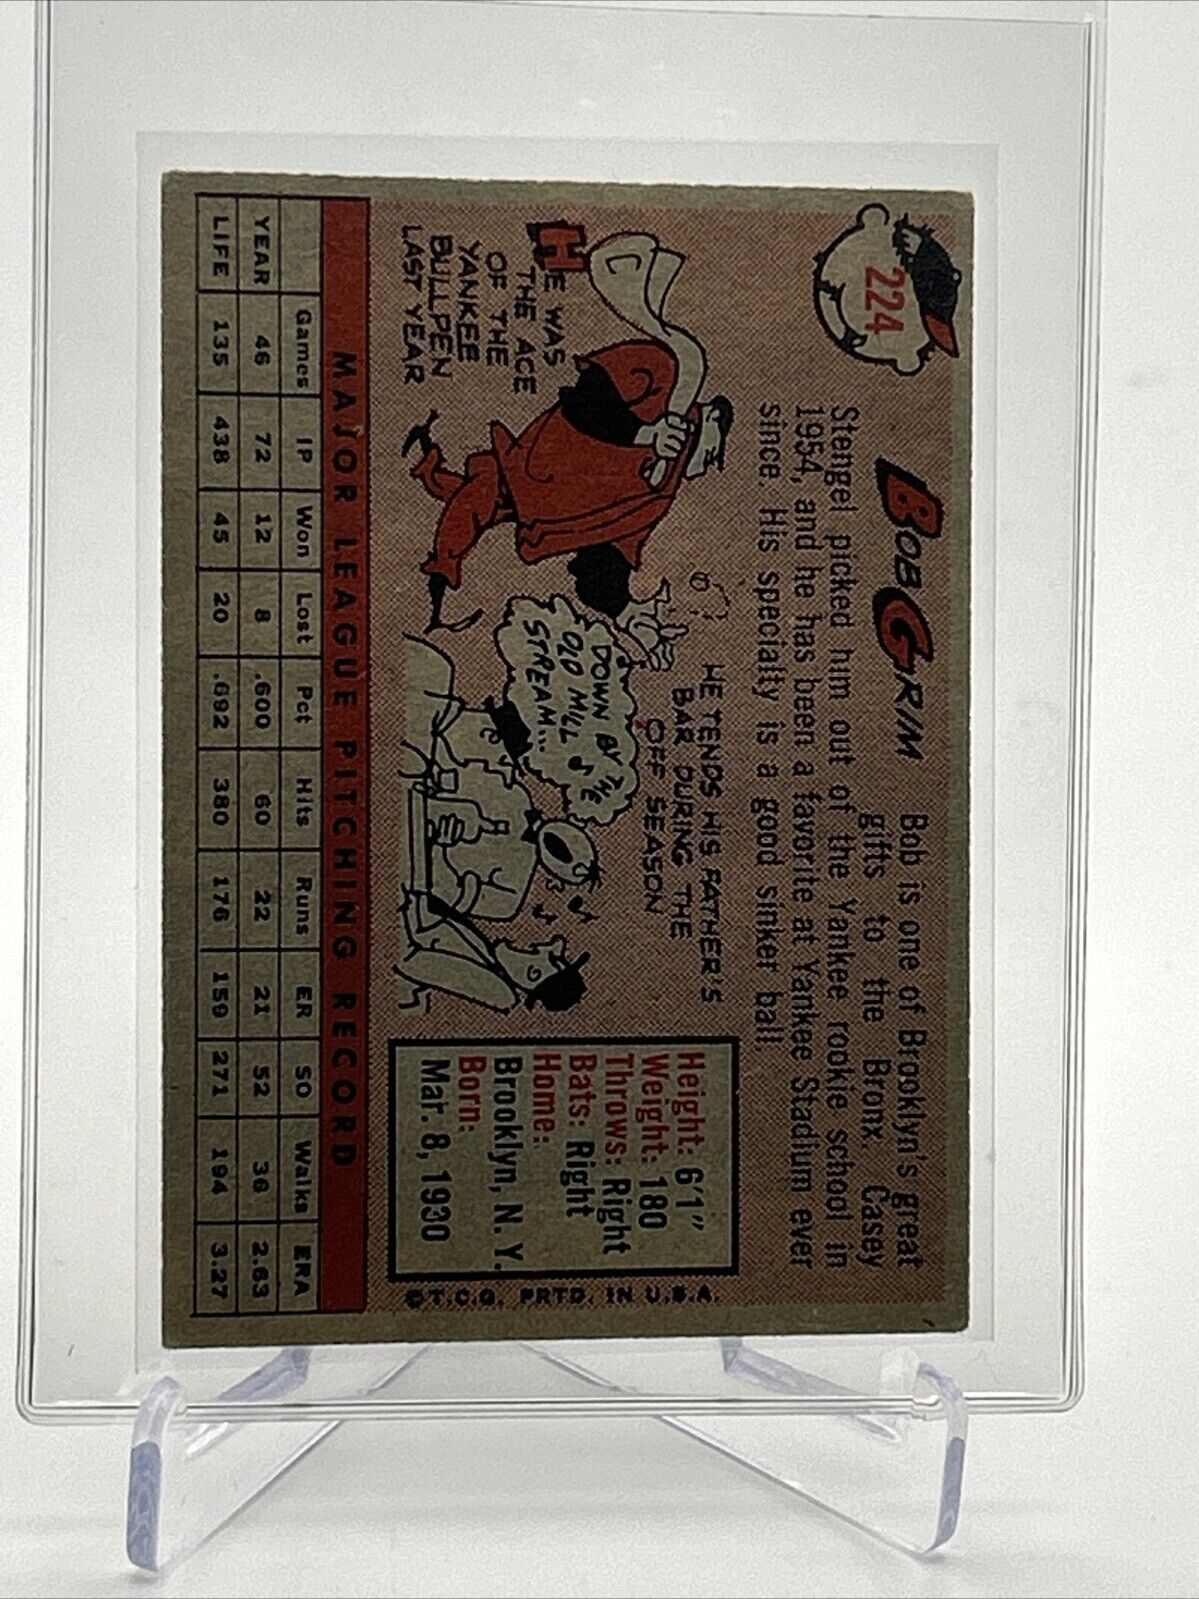 224
BOB GRIM
Bob is one of Brooklyn's great
gifts to the Bronx. Casey
Stengel picked him out of the Yankee rookie school in
1954, and he has been a favorite at Yankee Stadium ever
since. His specialty is a good sinker ball.
HE WAS
THE ACE
OF THE
YANKEE
BULLPEN
LAST YEAR
HE TENDS HIS FATHER'S
BAR DURING THE
OFF SEASON
DOWN BY THE
OLD MILL
STREAM...
Height: 6'1"
Weight: 180
Throws: Right
Bats: Right
Home:
Brooklyn, N. Y.
Born:
Mar. 8, 1930
© T.C.G. PRTD. IN U.S.A.
MAJOR LEAGUE PITCHING RECORD
Games IP Won Lost Pct Hits Runs ER SO Walks ERA
YEAR 46 72 12 8 .600 60 22 21 52 36 2.63
LIFE 135 438 45 20 .692 380 176 159 271 194 3.27